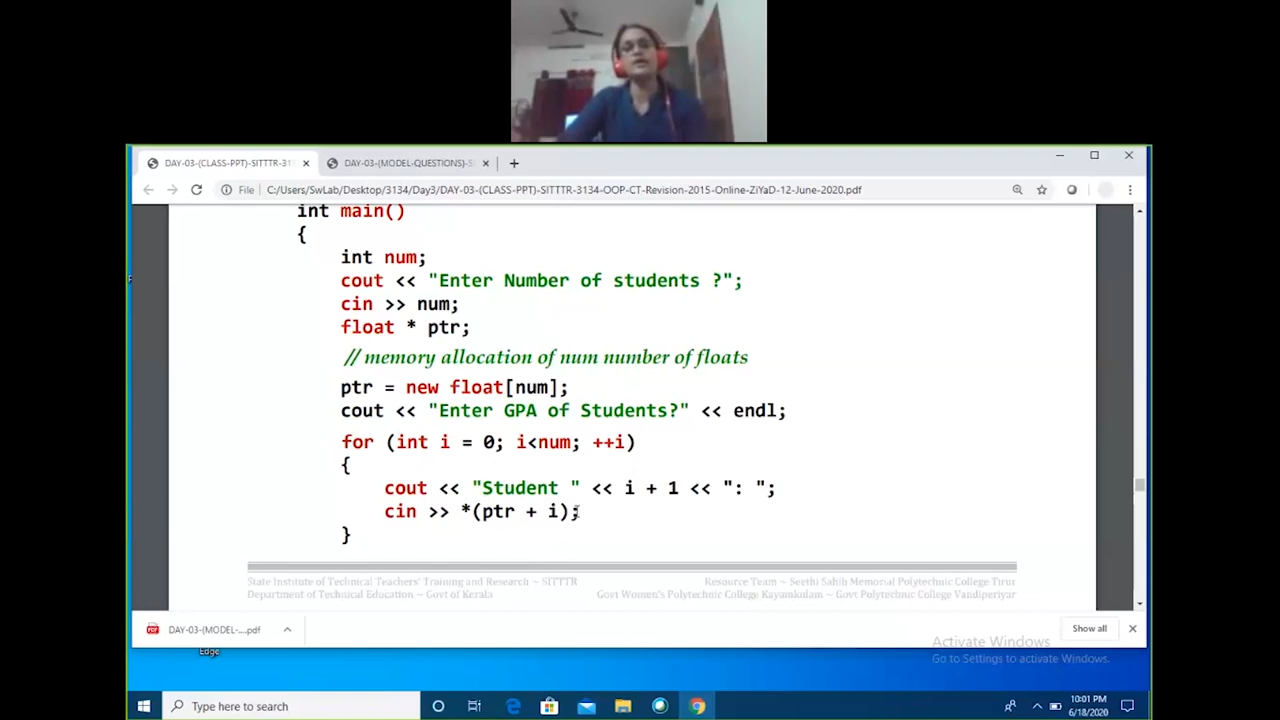 DAY-03-(CLASS-PPT)-SITTTR-31
DAY-03-(MODEL-QUESTIONS)-S
File
C:/Users/SwLab/Desktop/3134/Day3/DAY-03-(CLASS-PPT)-SITTTR-3134-OOP-CT-Revision-2015-Online-ZiYaD-12-June-2020.pdf
int main()
{
int num;
cout << "Enter Number of students ?";
cin >> num;
float * ptr;
// memory allocation of num number of floats
ptr = new float[num];
cout << "Enter GPA of Students?" << endl;
for (int i = 0; i<num; ++i)
{
cout << "Student " << i + 1 << ": ";
cin >> *(ptr + i);
}
State Institute of Technical Teachers' Training and Research ~ SITTTR
Department of Technical Education ~ Govt of Kerala
Resource Team ~ Seethi Sahib Memorial Polytechnic College Tirur
Govt Women's Polytechnic College Kayamkulam ~ Govt Polytechnic College Vandiperiyar
DAY-03-(MODEL-....pdf
Show all
Activate Windows
Go to Settings to activate Windows.
Edge
Type here to search
10:01 PM
6/18/2020